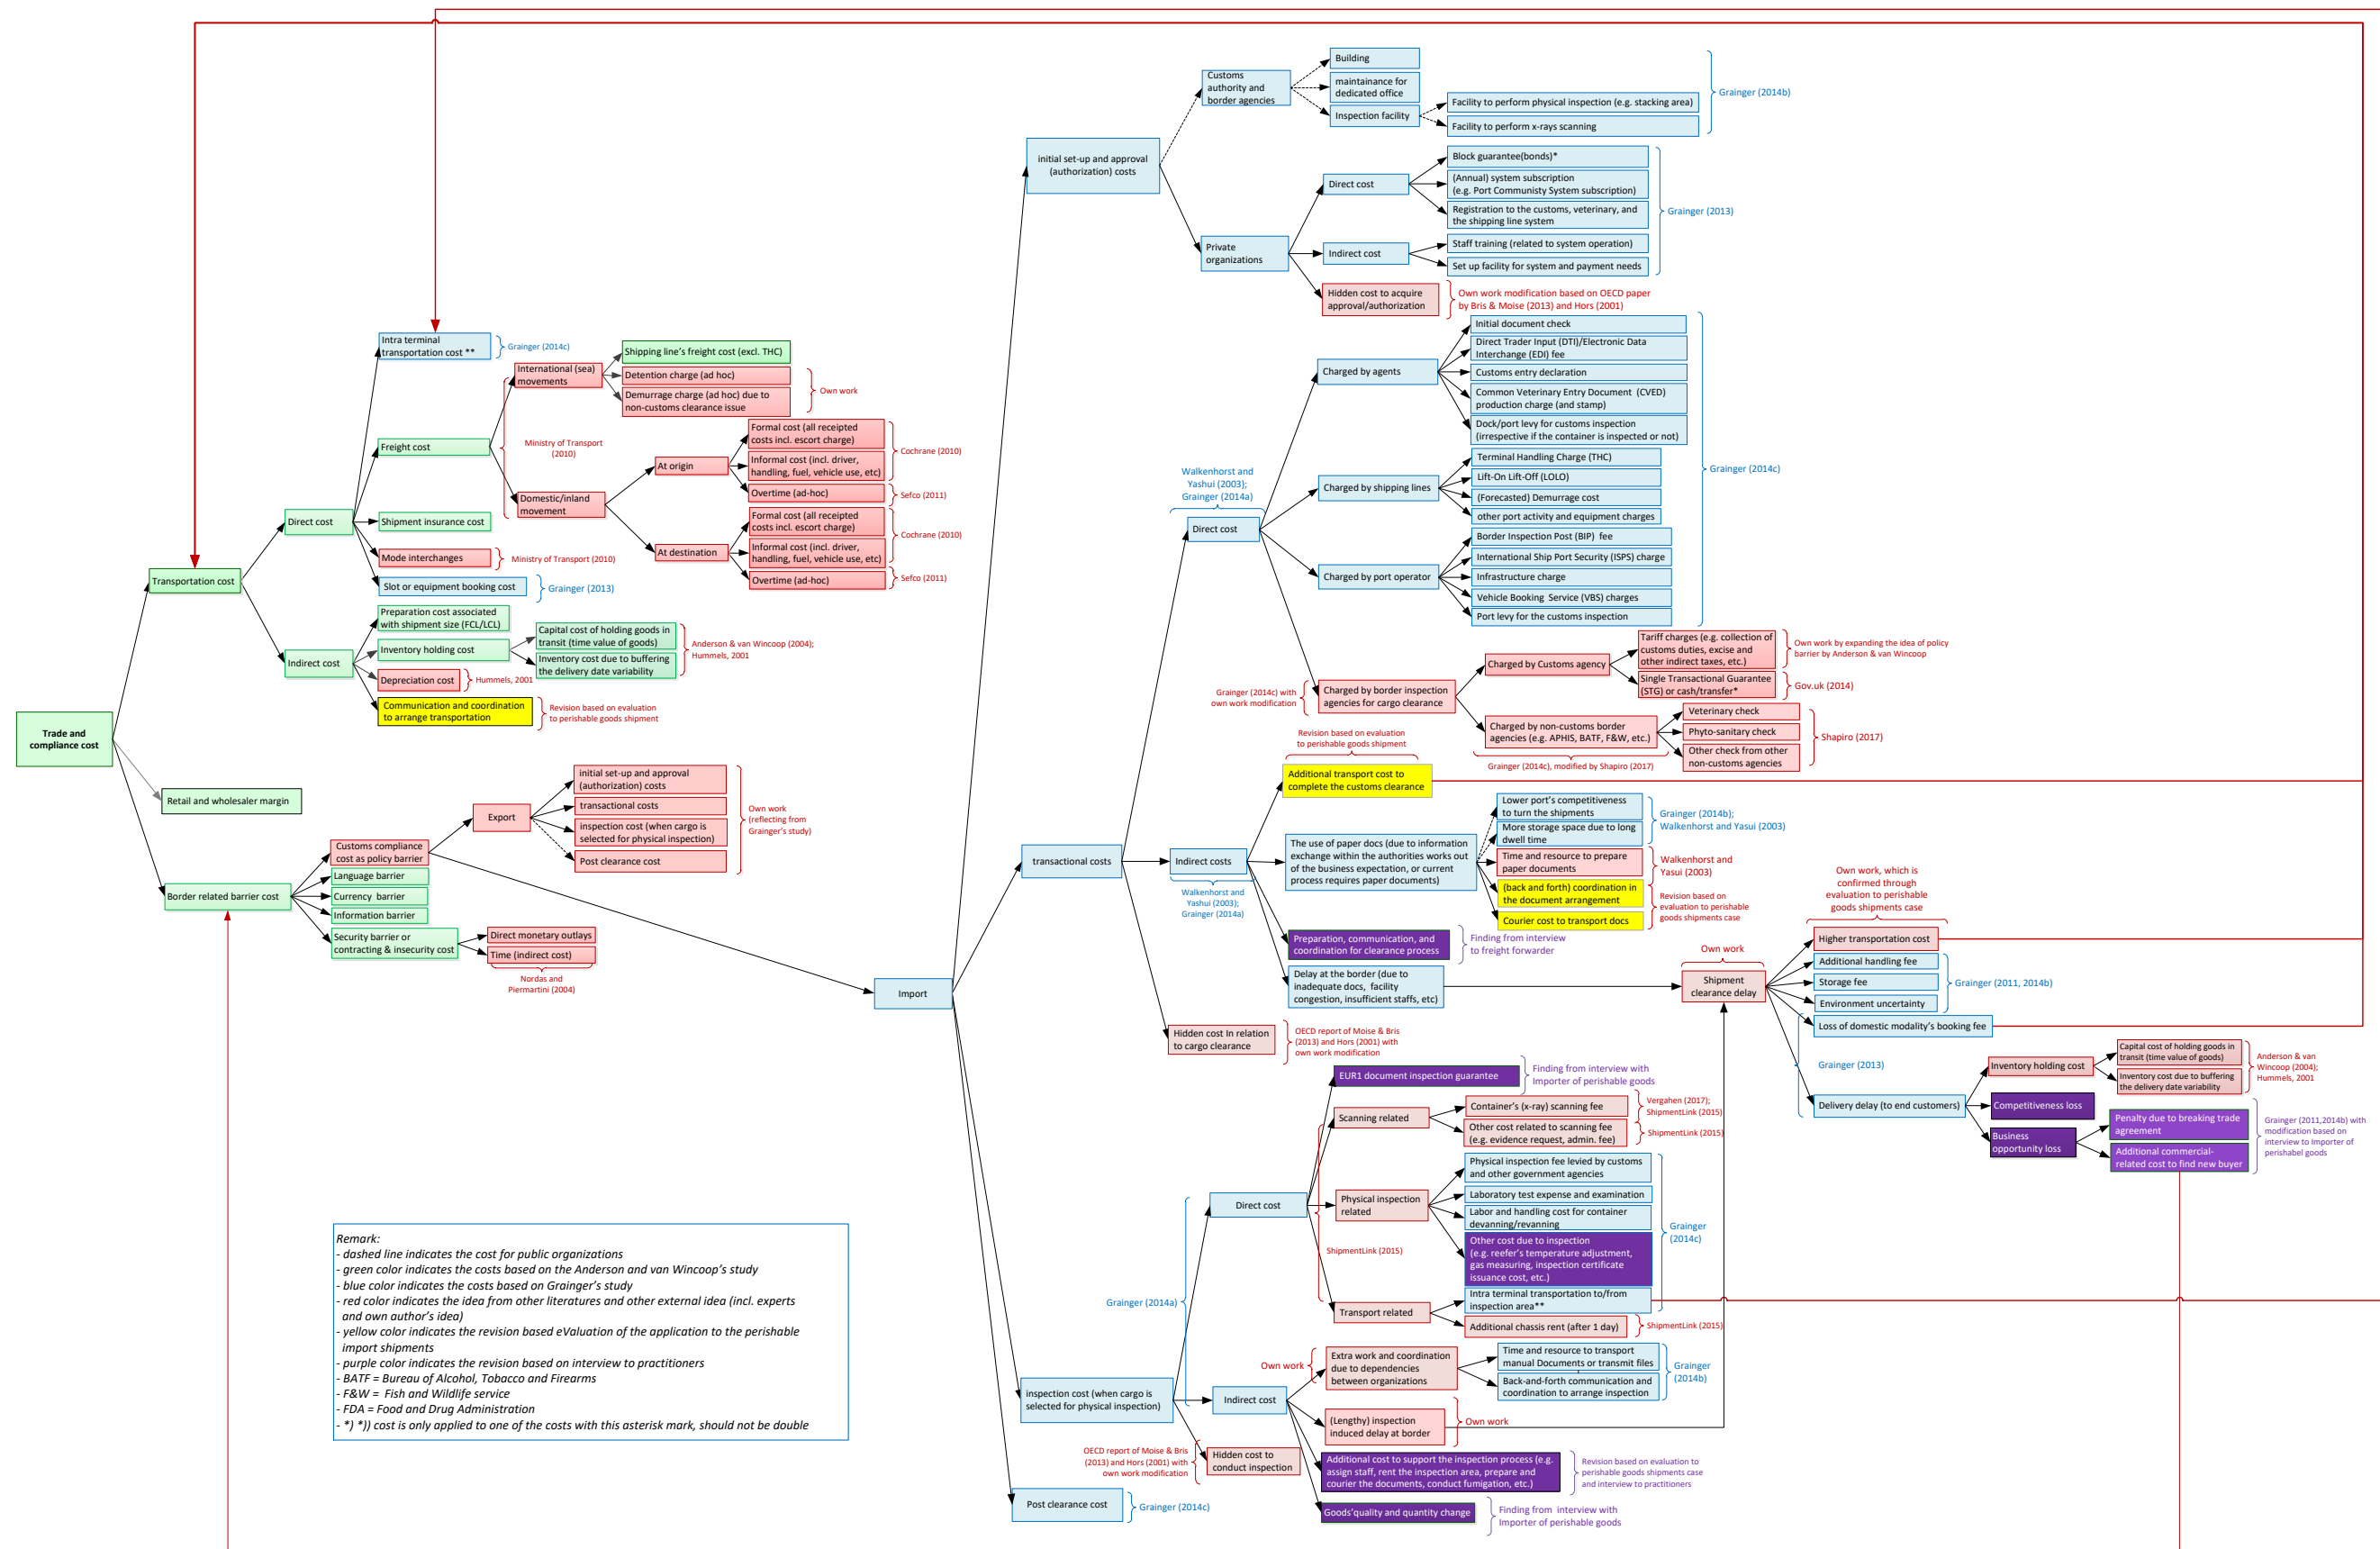 Trade and
compliance cost
Transportation cost
Retail and wholesaler margin
Border related barrier cost
Direct cost
Indirect cost
Intra terminal
transportation cost **
Grainger (2014c)
Freight cost
Shipment insurance cost
Mode interchanges
Ministry of Transport (2010)
Slot or equipment booking cost
Grainger (2013)
International (sea)
movements
Ministry of Transport
(2010)
Domestic/inland
movement
Shipping line's freight cost (excl. THC)
Detention charge (ad hoc)
Demurrage charge (ad hoc) due to
non-customs clearance issue
Own work
At origin
Formal cost (all receipted
costs incl. escort charge)
Informal cost (incl. driver,
handling, fuel, vehicle use, etc)
Cochrane (2010)
Overtime (ad-hoc)
Sefco (2011)
At destination
Formal cost (all receipted
costs incl. escort charge)
Informal cost (incl. driver,
handling, fuel, vehicle use, etc)
Cochrane (2010)
Overtime (ad-hoc)
Sefco (2011)
Preparation cost associated
with shipment size (FCL/LCL)
Inventory holding cost
Capital cost of holding goods in
transit (time value of goods)
Inventory cost due to buffering
the delivery date variability
Anderson & van Wincoop (2004);
Hummels, 2001
Depreciation cost
Hummels, 2001
Communication and coordination
to arrange transportation
Revision based on evaluation
to perishable goods shipment
Customs compliance
cost as policy barrier
Language barrier
Currency  barrier
Information barrier
Security barrier or
contracting & insecurity cost
Direct monetary outlays
Time (indirect cost)
Nordas and
Piermartini (2004)
Export
initial set-up and approval
(authorization) costs
transactional costs
inspection cost (when cargo is
selected for physical inspection)
Post clearance cost
Own work
(reflecting from
Grainger's study)
Import
initial set-up and approval
(authorization) costs
Customs
authority and
border agencies
Building
maintainance for
dedicated office
Inspection facility
Facility to perform physical inspection (e.g. stacking area)
Facility to perform x-rays scanning
Grainger (2014b)
Private
organizations
Direct cost
Block guarantee(bonds)*
(Annual) system subscription
(e.g. Port Communisty System subscription)
Registration to the customs, veterinary, and
the shipping line system
Grainger (2013)
Indirect cost
Staff training (related to system operation)
Set up facility for system and payment needs
Hidden cost to acquire
approval/authorization
Own work modification based on OECD paper
by Bris & Moise (2013) and Hors (2001)
transactional costs
Walkenhorst and
Yashui (2003);
Grainger (2014a)
Direct cost
Charged by agents
Initial document check
Direct Trader Input (DTI)/Electronic Data
Interchange (EDI) fee
Customs entry declaration
Common Veterinary Entry Document  (CVED)
production charge (and stamp)
Dock/port levy for customs inspection
(irrespective if the container is inspected or not)
Charged by shipping lines
Terminal Handling Charge (THC)
Lift-On Lift-Off (LOLO)
(Forecasted) Demurrage cost
other port activity and equipment charges
Grainger (2014c)
Charged by port operator
Border Inspection Post (BIP)  fee
International Ship Port Security (ISPS) charge
Infrastructure charge
Vehicle Booking  Service (VBS) charges
Port levy for the customs inspection
Grainger (2014c) with
own work modification
Charged by border inspection
agencies for cargo clearance
Charged by Customs agency
Tariff charges (e.g. collection of
customs duties, excise and
other indirect taxes, etc.)
Own work by expanding the idea of policy
barrier by Anderson & van Wincoop
Single Transactional Guarantee
(STG) or cash/transfer*
Gov.uk (2014)
Charged by non-customs border
agencies (e.g. APHIS, BATF, F&W, etc.)
Grainger (2014c), modified by Shapiro (2017)
Veterinary check
Phyto-sanitary check
Other check from other
non-customs agencies
Shapiro (2017)
Indirect costs
Walkenhorst and
Yashui (2003);
Grainger (2014a)
Revision based on evaluation
to perishable goods shipment
Additional transport cost to
complete the customs clearance
The use of paper docs (due to information
exchange within the authorities works out
of the business expectation, or current
process requires paper documents)
Lower port's competitiveness
to turn the shipments
More storage space due to long
dwell time
Grainger (2014b);
Walkenhorst and Yasui (2003)
Time and resource to prepare
paper documents
Walkenhorst and
Yasui (2003)
(back and forth) coordination in
the document arrangement
Courier cost to transport docs
Revision based on
evaluation to perishable
goods shipments case
Preparation, communication, and
coordination for clearance process
Finding from interview
to freight forwarder
Delay at the border (due to
inadequate docs,  facility
congestion, insufficient staffs, etc)
Hidden cost In relation
to cargo clearance
OECD report of Moise & Bris
(2013) and Hors (2001) with
own work modification
Own work
Shipment
clearance delay
Own work, which is
confirmed through
evaluation to perishable
goods shipments case
Higher transportation cost
Additional handling fee
Storage fee
Environment uncertainty
Grainger (2011, 2014b)
Loss of domestic modality's booking fee
Grainger (2013)
Delivery delay (to end customers)
Inventory holding cost
Capital cost of holding goods in
transit (time value of goods)
Inventory cost due to buffering
the delivery date variability
Anderson & van
Wincoop (2004);
Hummels, 2001
Competitiveness loss
Business
opportunity loss
Penalty due to breaking trade
agreement
Additional commercial-
related cost to find new buyer
Grainger (2011,2014b) with
modification based on
interview to Importer of
perishabel goods
inspection cost (when cargo is
selected for physical inspection)
Grainger (2014a)
Direct cost
EUR1 document inspection guarantee
Finding from interview with
Importer of perishable goods
Scanning related
Container's (x-ray) scanning fee
Vergahen (2017);
ShipmentLink (2015)
Other cost related to scanning fee
(e.g. evidence request, admin. fee)
ShipmentLink (2015)
Physical inspection
related
Physical inspection fee levied by customs
and other government agencies
Laboratory test expense and examination
Labor and handling cost for container
devanning/revanning
Other cost due to inspection
(e.g. reefer's temperature adjustment,
gas measuring, inspection certificate
issuance cost, etc.)
Grainger
(2014c)
ShipmentLink (2015)
Transport related
Intra terminal transportation to/from
inspection area**
Additional chassis rent (after 1 day)
ShipmentLink (2015)
Indirect cost
Own work
Extra work and coordination
due to dependencies
between organizations
Time and resource to transport
manual Documents or transmit files
Back-and-forth communication and
coordination to arrange inspection
Grainger
(2014b)
(Lengthy) inspection
induced delay at border
Own work
Additional cost to support the inspection process (e.g.
assign staff, rent the inspection area, prepare and
courier the documents, conduct fumigation, etc.)
Revision based on evaluation to
perishable goods shipments case
and interview to practitioners
Goods'quality and quantity change
Finding from  interview with
Importer of perishable goods
OECD report of Moise & Bris
(2013) and Hors (2001) with
own work modification
Hidden cost to
conduct inspection
Post clearance cost
Grainger (2014c)
Remark:
- dashed line indicates the cost for public organizations
- green color indicates the costs based on the Anderson and van Wincoop's study
- blue color indicates the costs based on Grainger's study
- red color indicates the idea from other literatures and other external idea (incl. experts
and own author's idea)
- yellow color indicates the revision based eValuation of the application to the perishable
import shipments
- purple color indicates the revision based on interview to practitioners
- BATF = Bureau of Alcohol, Tobacco and Firearms
- F&W =  Fish and Wildlife service
- FDA = Food and Drug Administration
- *) *)) cost is only applied to one of the costs with this asterisk mark, should not be double